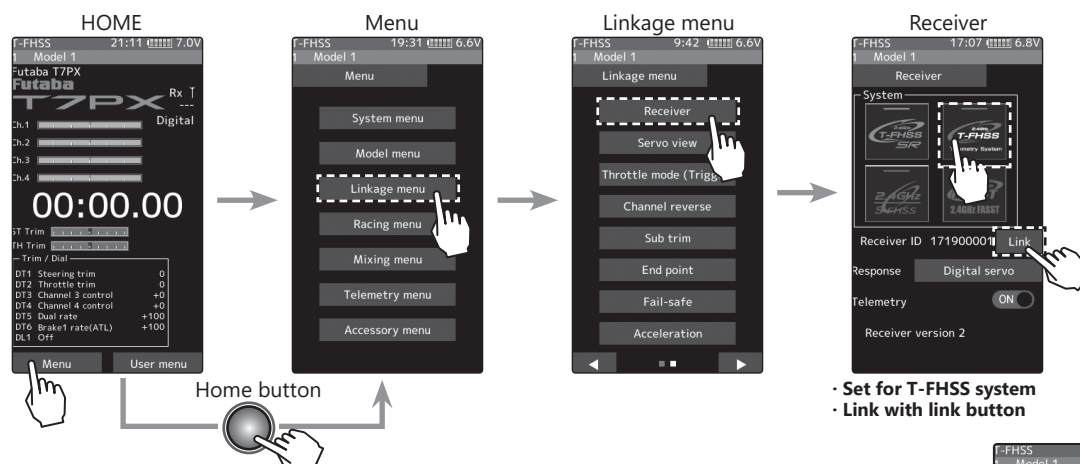 HOME
T-FHSS 21:11 7.0V
1 Model 1
Futaba T7PX
Futaba
T7PX
Rx
---
Digital
Ch.1
Ch.2
Ch.3
Ch.4
00:00.00
ST Trim
TH Trim
Trim / Dial
DT1 Steering trim 0
DT2 Throttle trim 0
DT3 Channel 3 control +0
DT4 Channel 4 control +0
DT5 Dual rate +100
DT6 Brake1 rate(ATL) +100
DL1 Off
Menu User menu
Home button
Menu
T-FHSS 19:31 6.6V
1 Model 1
Menu
System menu
Model menu
Linkage menu
Racing menu
Mixing menu
Telemetry menu
Accessory menu
Linkage menu
T-FHSS 9:42 6.6V
1 Model 1
Linkage menu
Receiver
Servo view
Throttle mode
Channel reverse
Sub trim
End point
Fail-safe
Acceleration
Receiver
T-FHSS 17:07 6.8V
1 Model 1
Receiver
System
2.4GHz
T-FHSS
SR
2.4GHz
T-FHSS
System
2.4GHz
S-FHSS
2.4GHz FASST
Receiver ID 171900001 Link
Response Digital servo
Telemetry ON
Receiver version 2
· Set for T-FHSS system
· Link with link button
T-FHSS